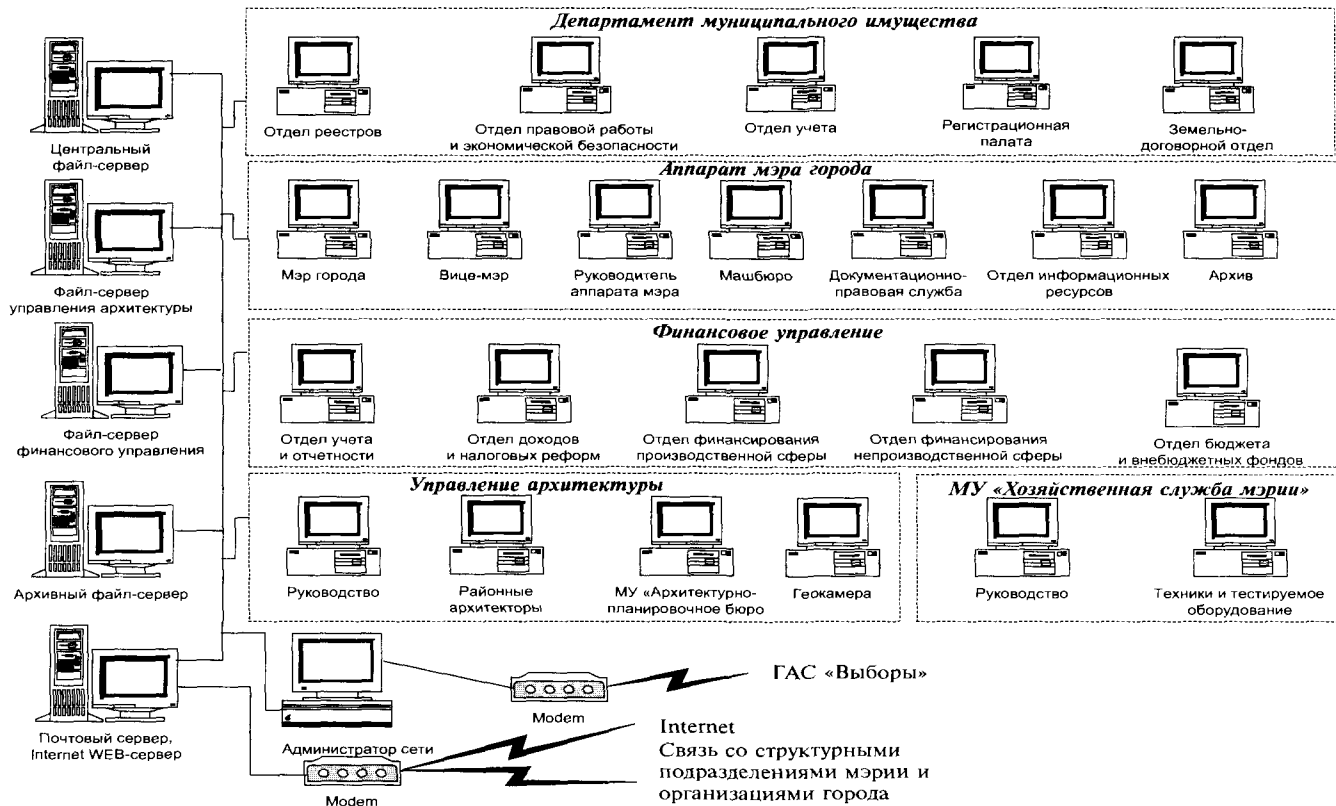 Департамент муниципального имущества
Центральный
файл-сервер
Отдел реестров
Отдел правовой работы
и экономической безопасности
Отдел учета
Регистрационная
палата
Земельно-
договорной отдел
Аппарат мэра города
Файл-сервер
управления архитектуры
Мэр города
Вице-мэр
Руководитель
аппарата мэра
Машбюро
Документационно-
правовая служба
Отдел информационных
ресурсов
Архив
Финансовое управление
Файл-сервер
финансового управления
Отдел учета
и отчетности
Отдел доходов
и налоговых реформ
Отдел финансирования
производственной сферы
Отдел финансирования
непроизводственной сферы
Отдел бюджета
и внебюджетных фондов
Управление архитектуры
МУ «Хозяйственная служба мэрии»
Архивный файл-сервер
Руководство
Районные
архитекторы
МУ «Архитектурно-
планировочное бюро
Геокамера
Руководство
Техники и тестируемое
оборудование
Почтовый сервер,
Internet WEB-сервер
Администратор сети
Modem
ГАС «Выборы»
Modem
Internet
Связь со структурными
подразделениями мэрии и
организациями города